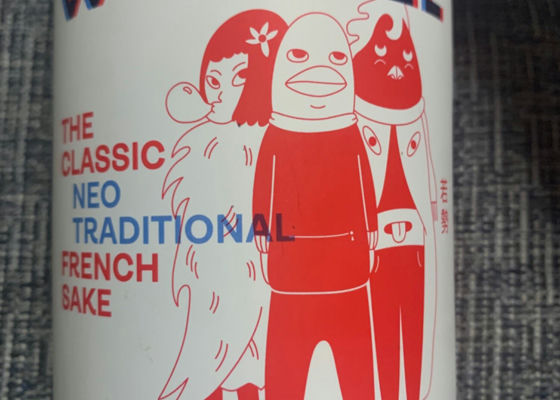 THE
CLASSIC
NEO
TRADITIONAL
FRENCH
SAKE